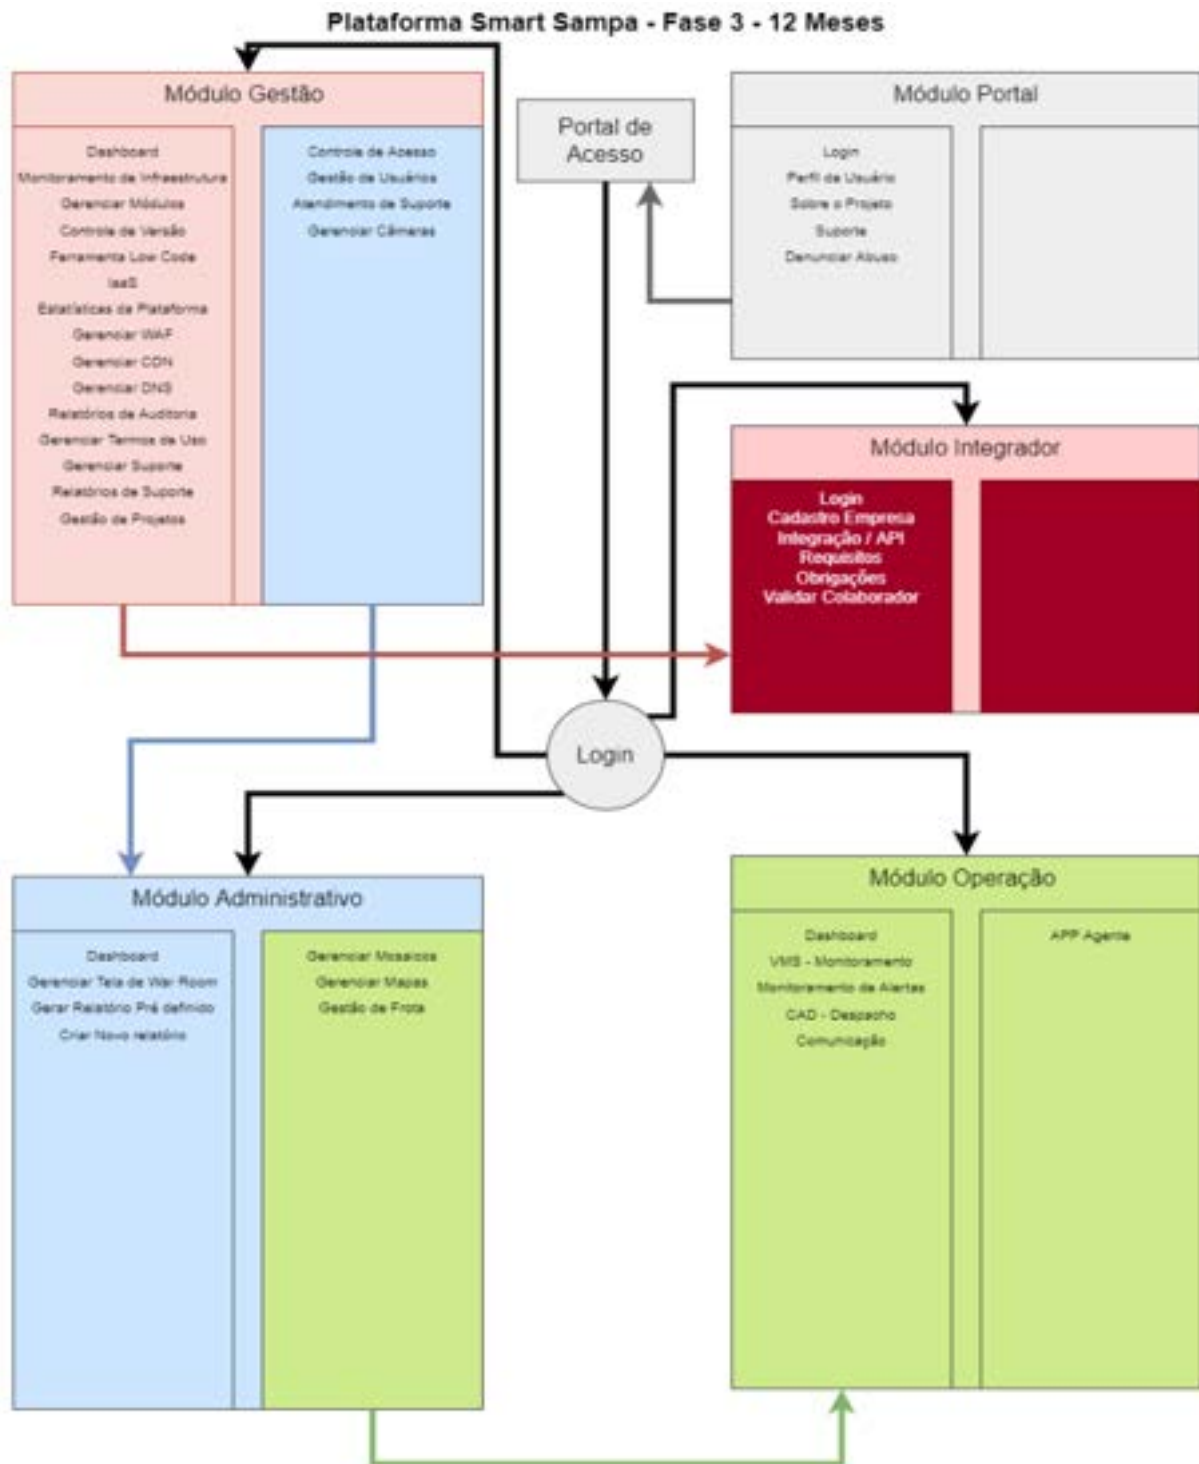 Plataforma Smart Sampa - Fase 3 - 12 Meses
Módulo Gestão
Dashboard
Monitoramento de Infraestrutura
Gerenciar Módulos
Controle de Versão
Ferramenta Low Code
IaaS
Estatísticas da Plataforma
Gerenciar WAF
Gerenciar CDN
Gerenciar DNS
Relatórios de Auditoria
Gerenciar Termos de Uso
Gerenciar Suporte
Relatórios de Suporte
Gestão de Projetos
Controle de Acesso
Gestão de Usuários
Atendimento de Suporte
Gerenciar Câmeras
Portal de
Acesso
Módulo Portal
Login
Perfil de Usuário
Sobre o Projeto
Suporte
Denunciar Abuso
Módulo Integrador
Login
Cadastro Empresa
Integração / API
Requisitos
Obrigações
Validar Colaborador
Login
Módulo Administrativo
Dashboard
Gerenciar Tela de War Room
Gerar Relatório Pré definido
Criar Novo relatório
Gerenciar Mosaicos
Gerenciar Mapas
Gestão de Frota
Módulo Operação
Dashboard
VMS - Monitoramento
Monitoramento de Alertas
CAD - Despacho
Comunicação
APP Agente